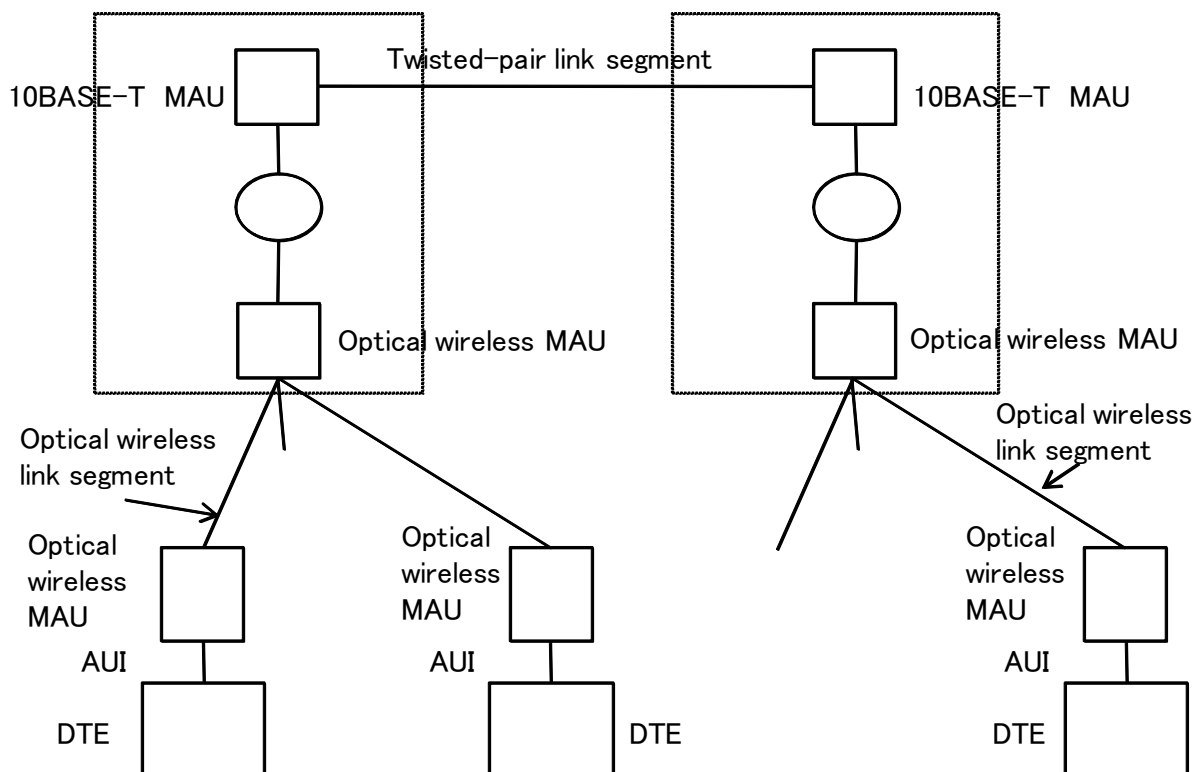 Twisted-pair link segment
10BASE-T MAU
10BASE-T MAU
Optical wireless MAU
Optical wireless MAU
Optical wireless
link segment
Optical wireless
link segment
Optical
wireless
MAU
Optical
wireless
MAU
Optical
wireless
MAU
AUI
AUI
AUI
DTE
DTE
DTE